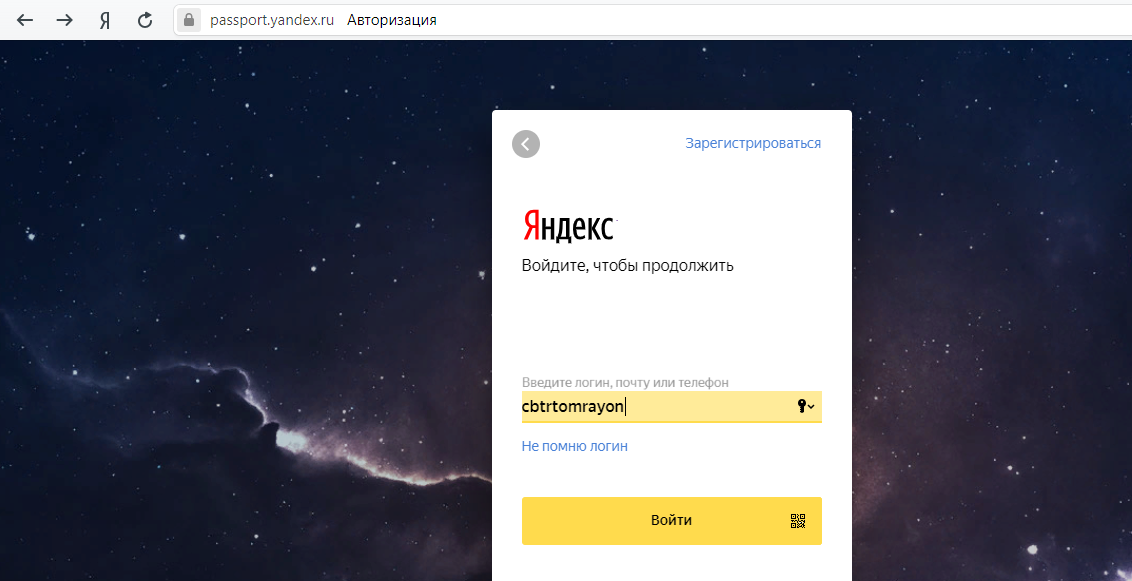 Я passport.yandex.ru Авторизация
Зарегистрироваться
Яндекс
Войдите, чтобы продолжить
Введите логин, почту или телефон
cbtrtomrayon
Не помню логин
Войти